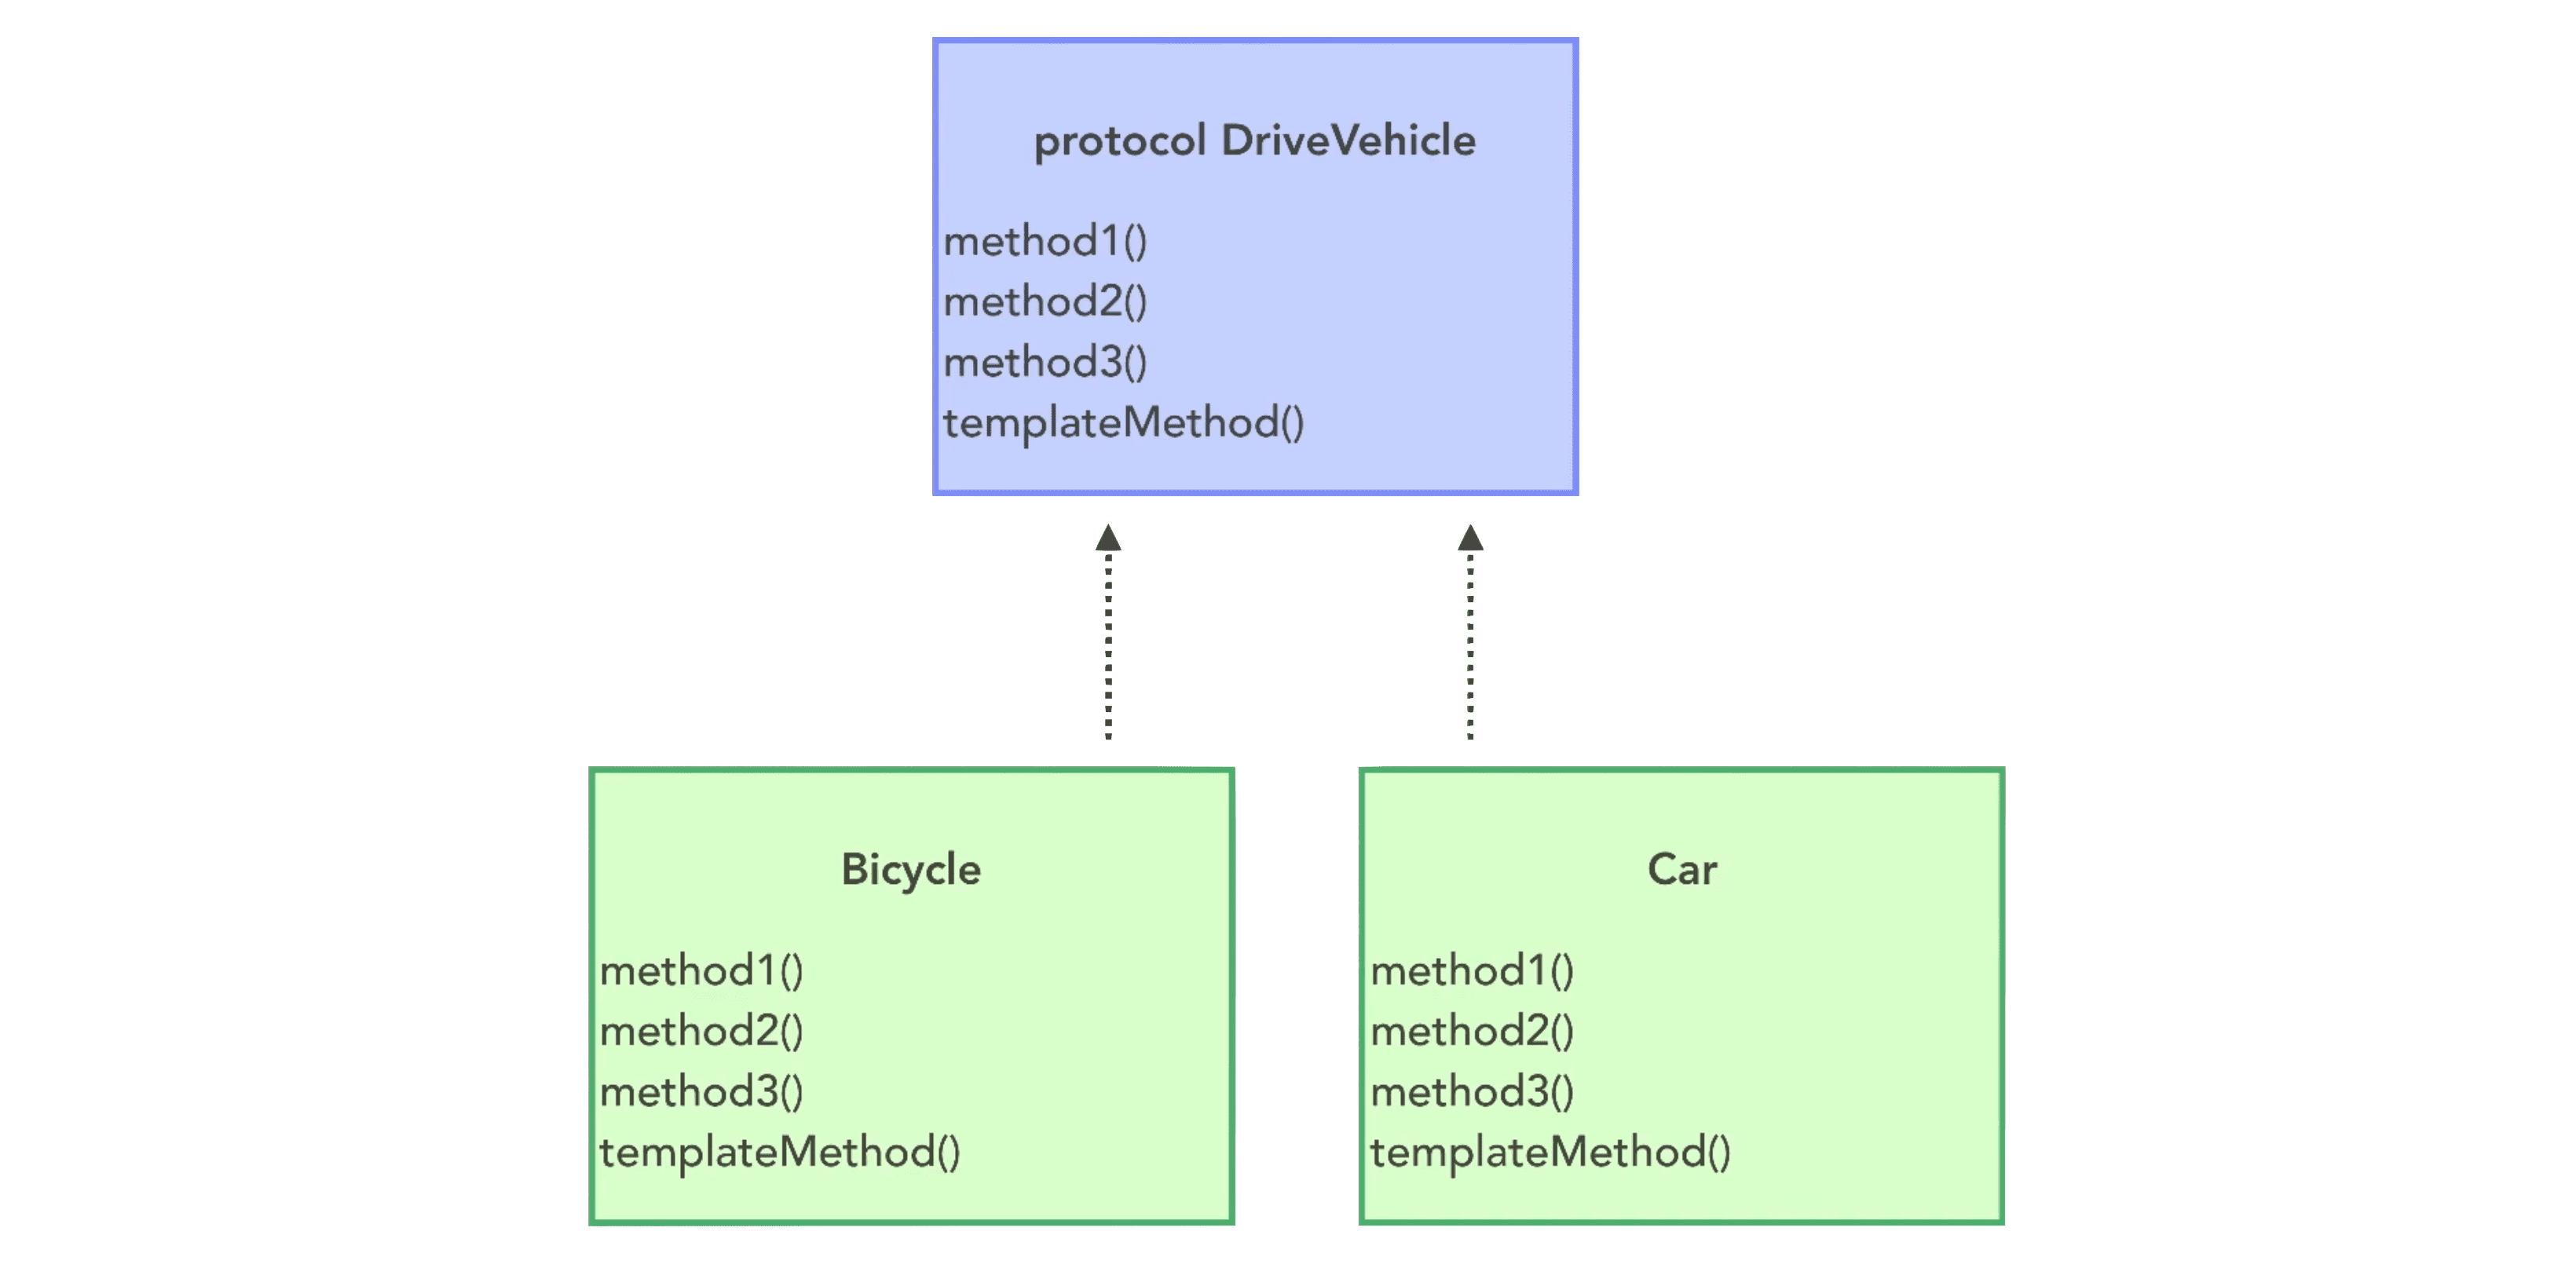 protocol DriveVehicle
method1()
method2()
method3()
templateMethod()
Bicycle
method1()
method2()
method3()
templateMethod()
Car
method1()
method2()
method3()
templateMethod()